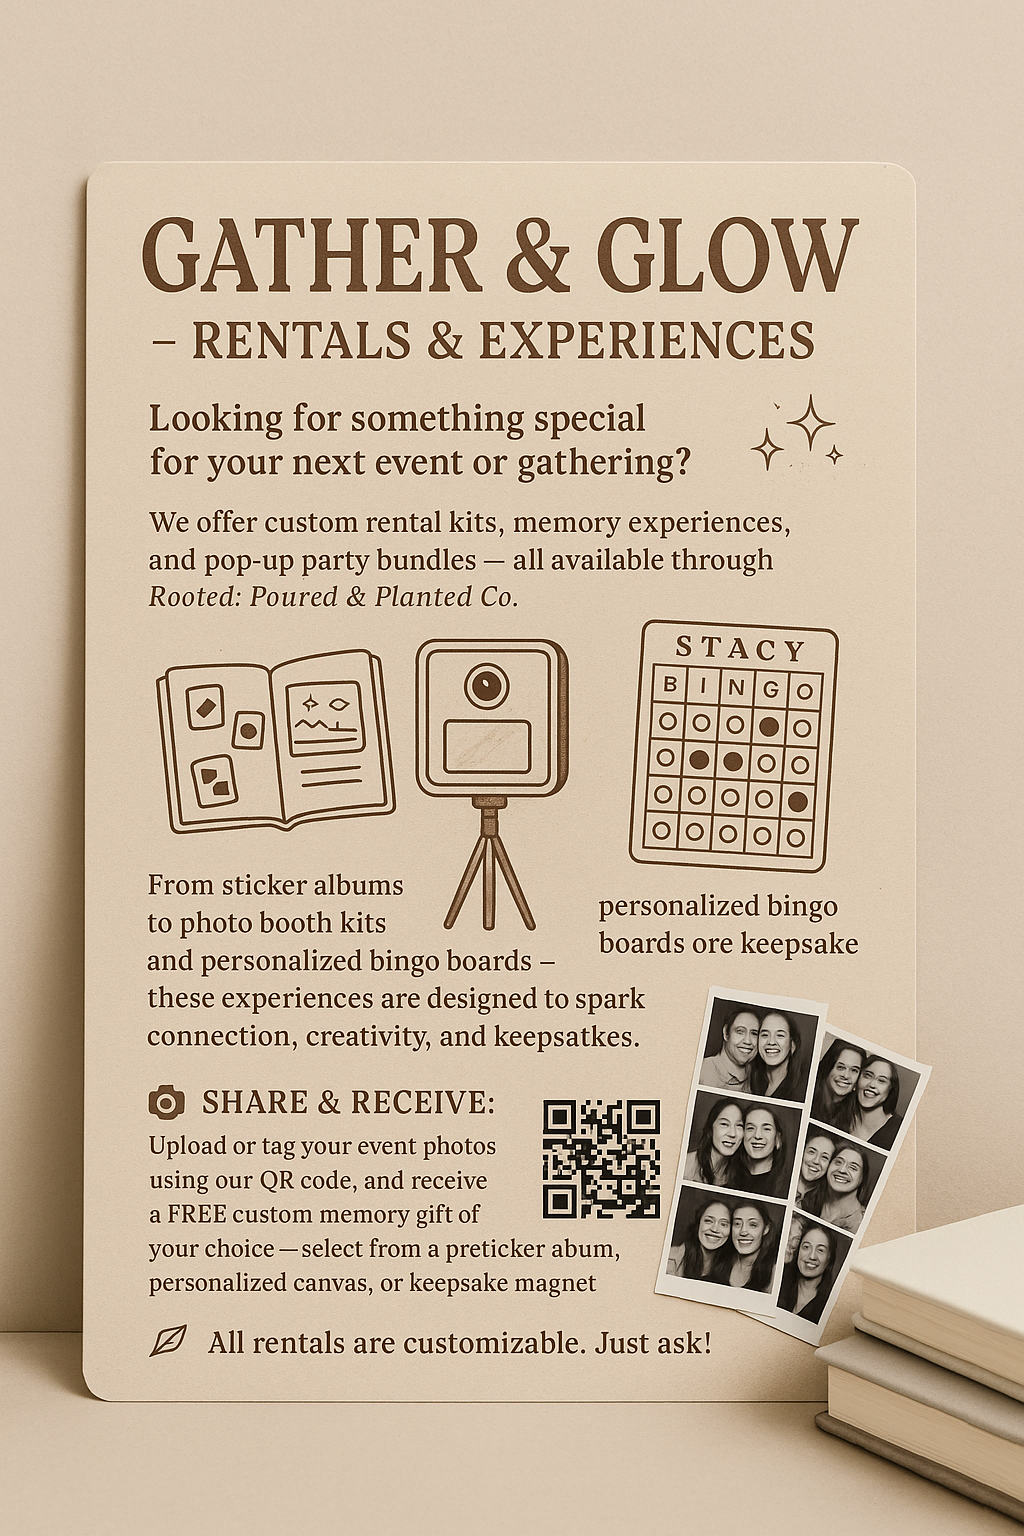 GATHER & GLOW
– RENTALS & EXPERIENCES
Looking for something special
for your next event or gathering?
We offer custom rental kits, memory experiences,
and pop-up party bundles — all available through
Rooted: Poured & Planted Co.
STACY
B I N G O
From sticker albums
to photo booth kits
and personalized bingo boards –
these experiences are designed to spark
connection, creativity, and keepsatkes.
personalized bingo
boards ore keepsake
SHARE & RECEIVE:
Upload or tag your event photos
using our QR code, and receive
a FREE custom memory gift of
your choice — select from a preticker abum,
personalized canvas, or keepsake magnet
All rentals are customizable. Just ask!